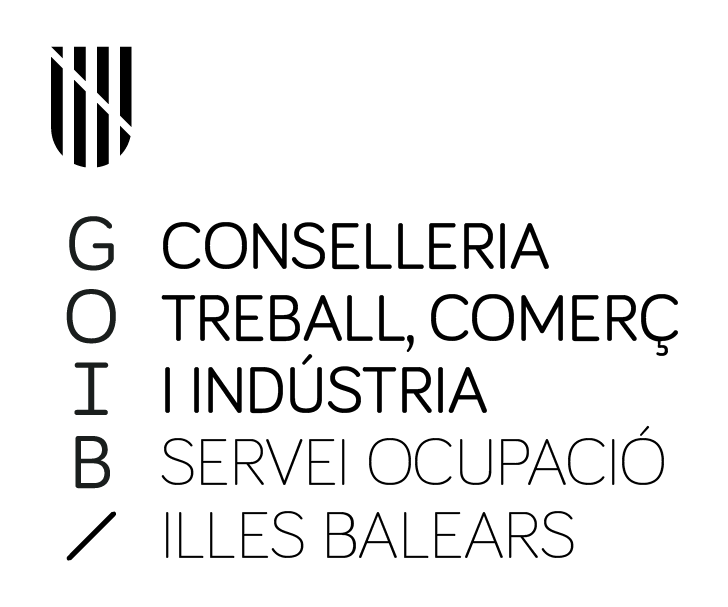 G CONSELLERIA
O TREBALL, COMERÇ
I I INDÚSTRIA
B SERVEI OCUPACIÓ
/ ILLES BALEARS